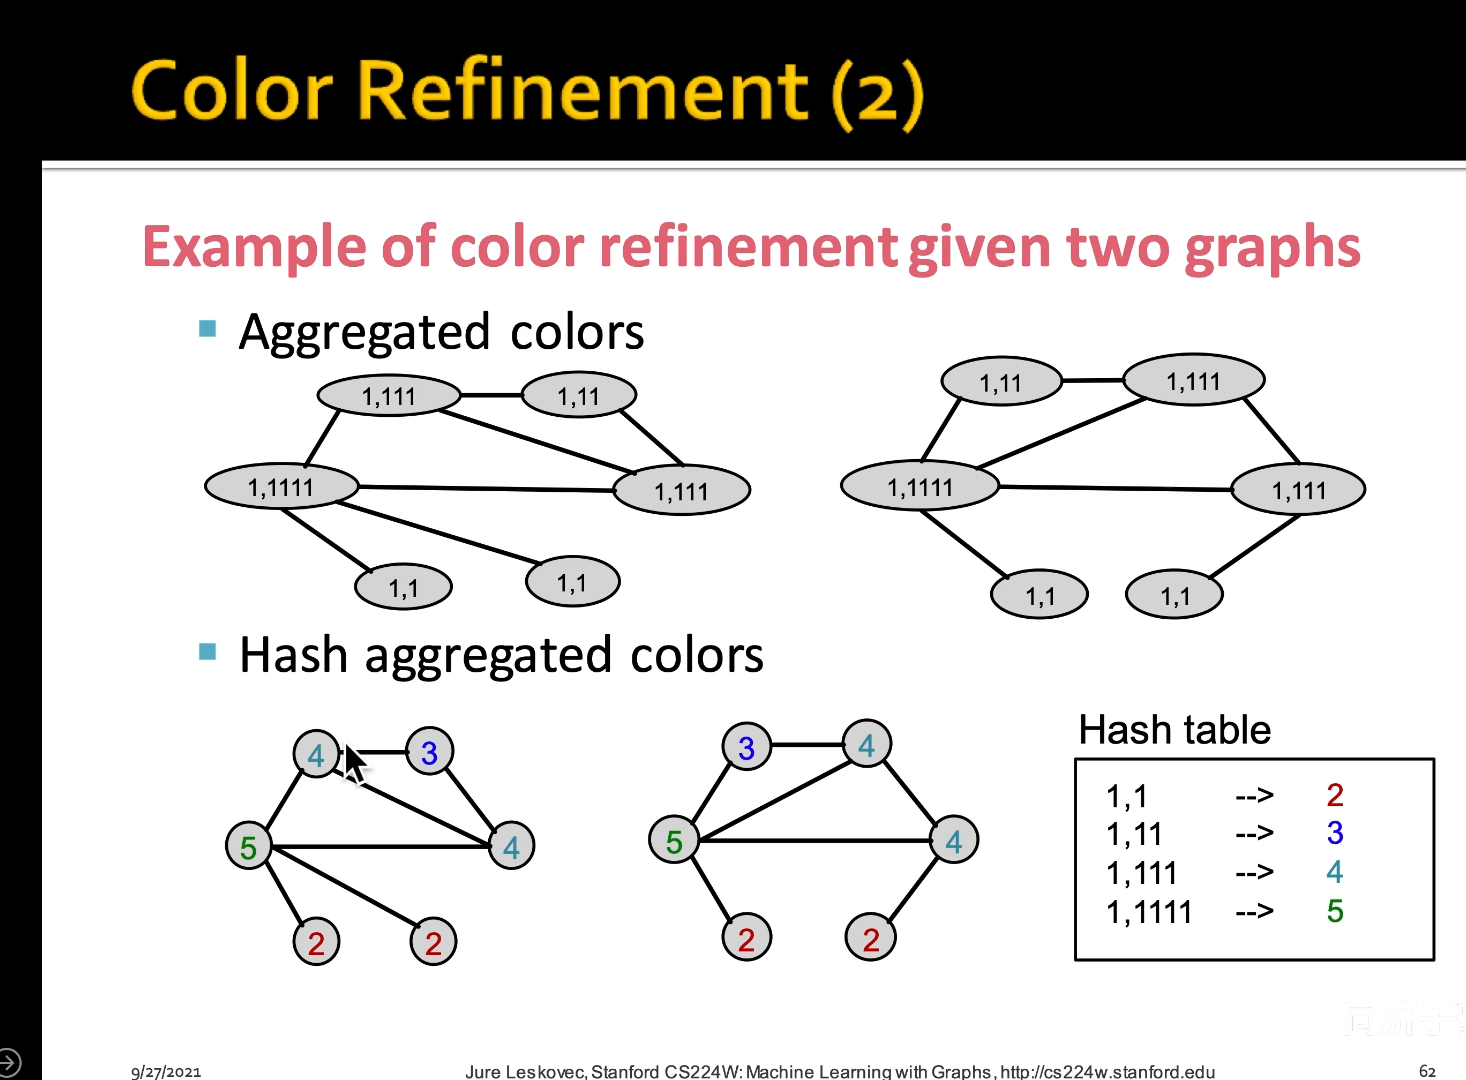 Color Refinement (2)
Example of color refinement given two graphs
Aggregated colors
1,111
1,11
1,1111
1,111
1,1
1,1
1,11
1,111
1,1111
1,111
1,1
1,1
Hash aggregated colors
4
3
5
4
2
2
3
4
5
4
2
2
Hash table
1,1 --> 2
1,11 --> 3
1,111 --> 4
1,1111 --> 5
9/27/2021
Jure Leskovec, Stanford CS224W: Machine Learning with Graphs, http://cs224w.stanford.edu
62